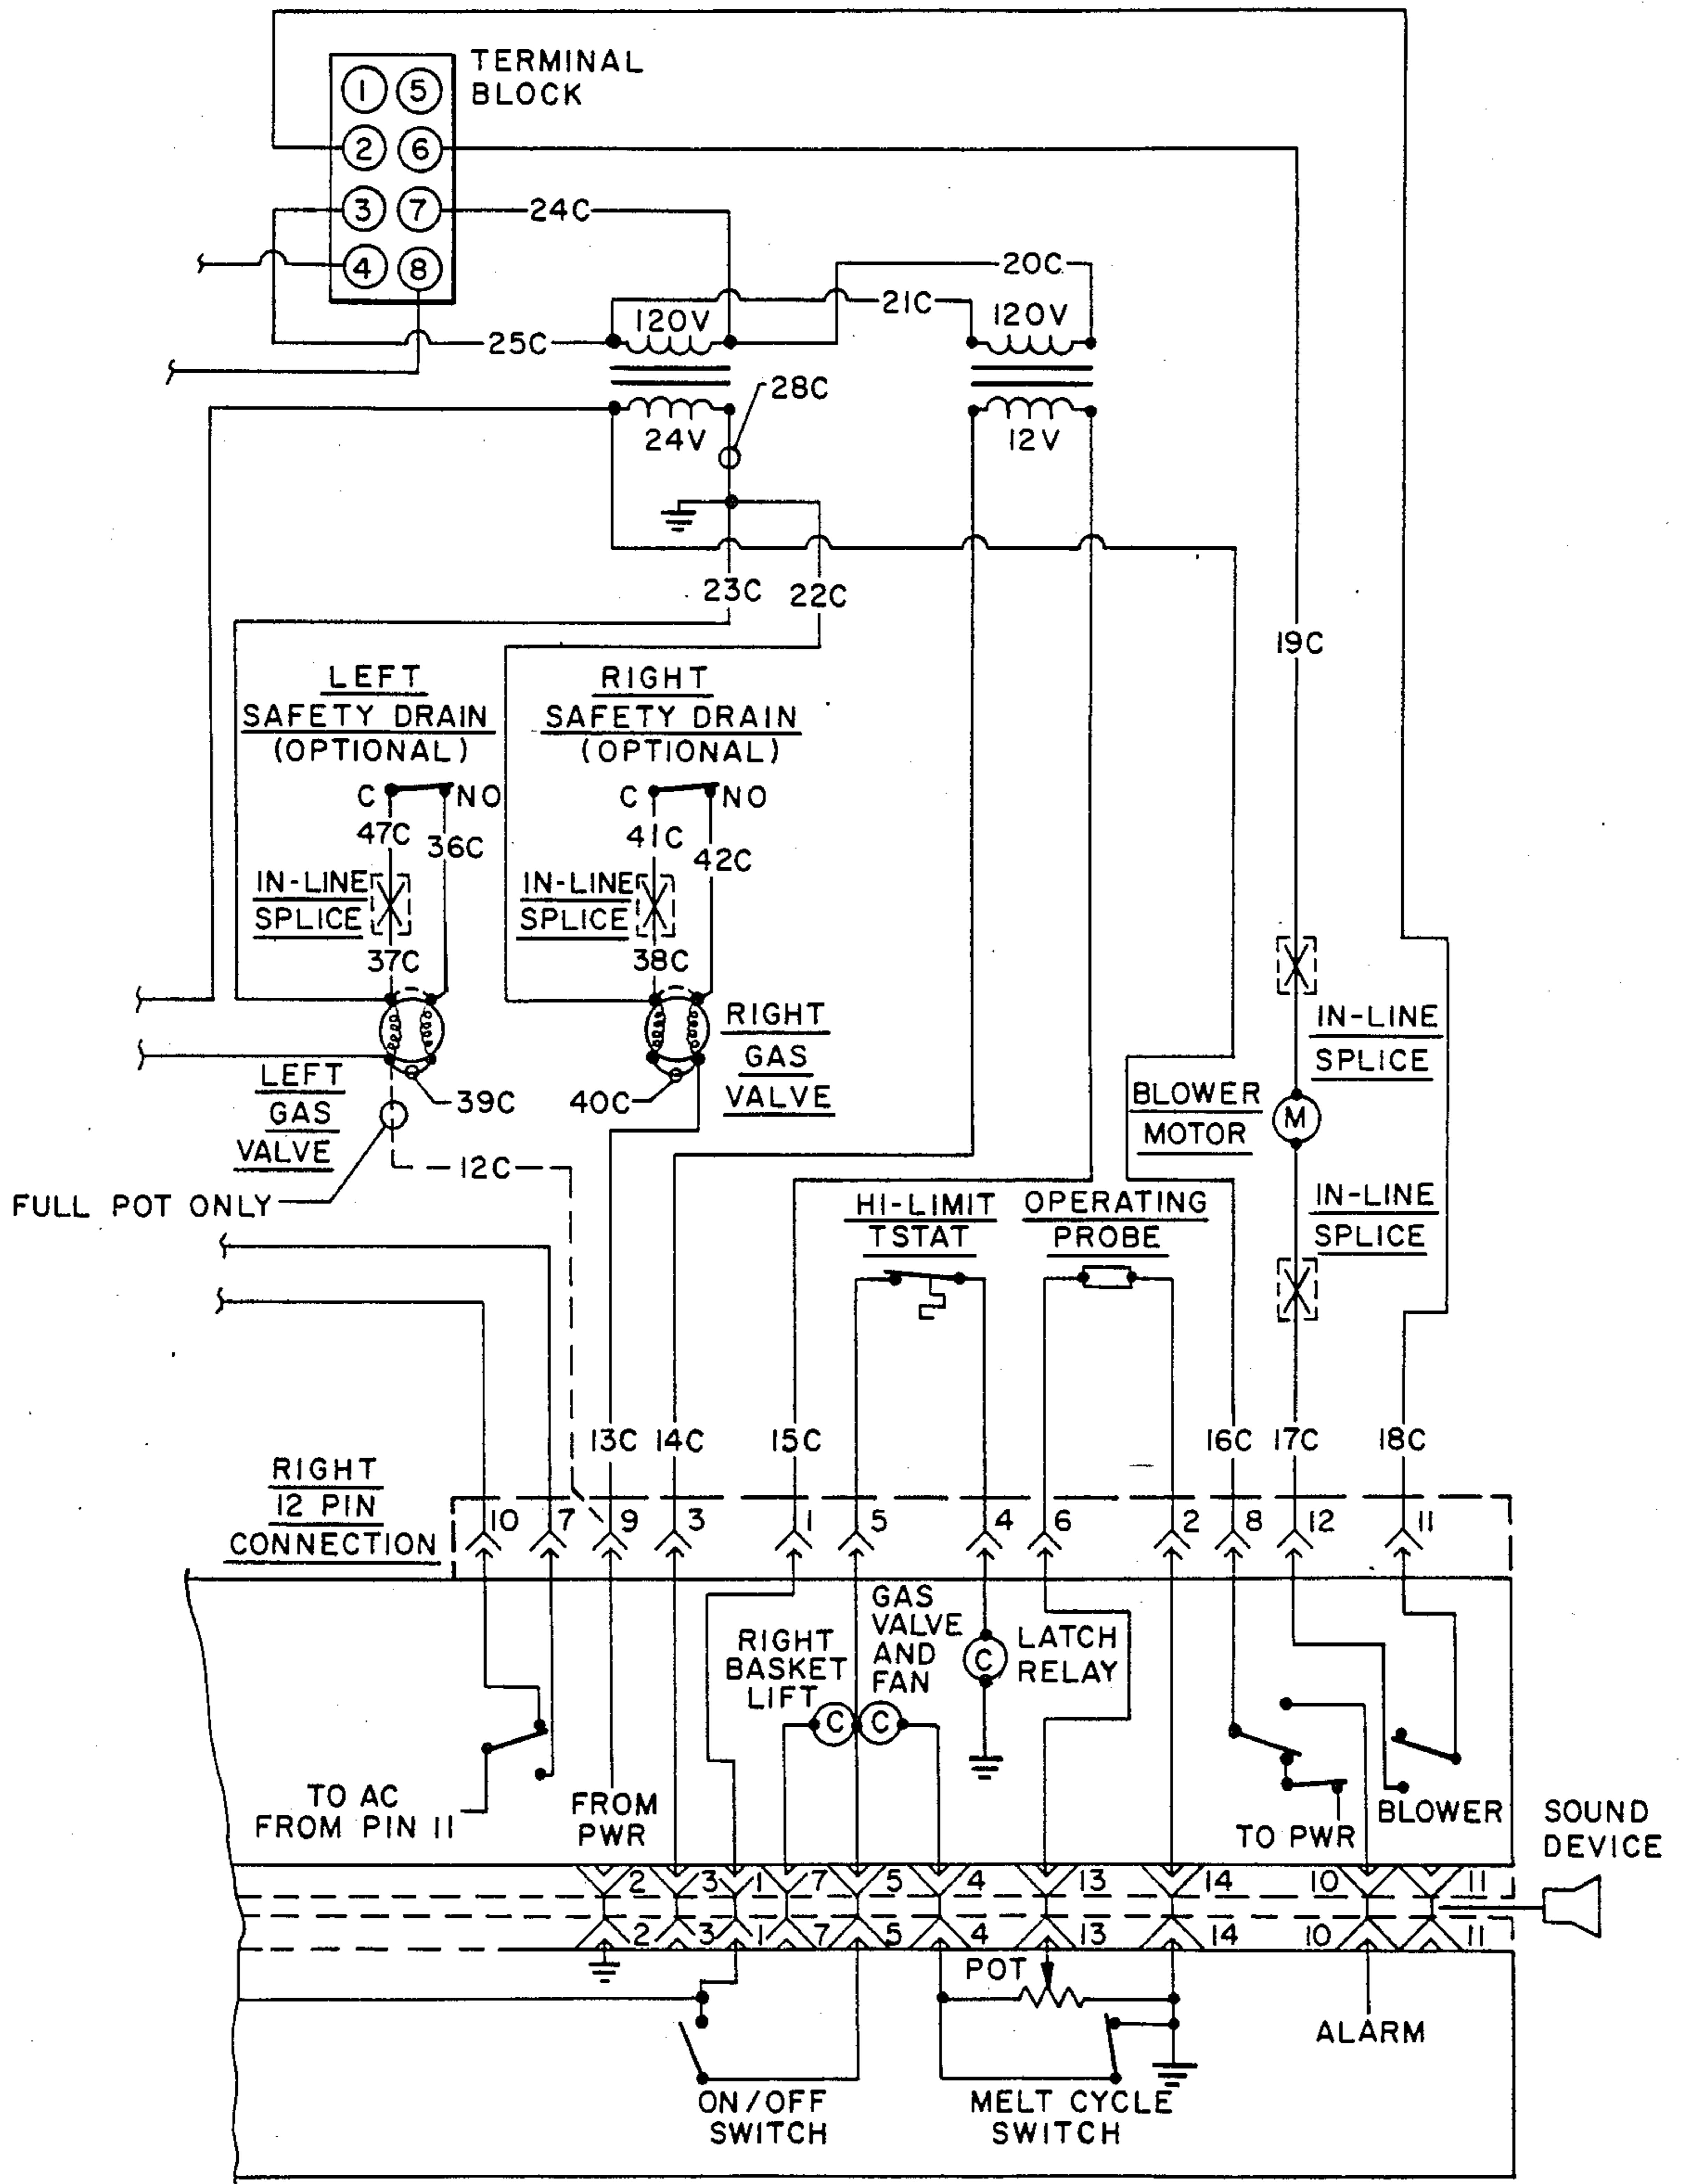 TERMINAL
BLOCK
1 5
2 6
3 7
4 8
24C
20C
21C
120V 120V
25C
28C
24V 12V
23C 22C
19C
LEFT
SAFETY DRAIN
(OPTIONAL)
RIGHT
SAFETY DRAIN
(OPTIONAL)
C NO
C NO
47C 36C
41C 42C
IN-LINE
SPLICE
IN-LINE
SPLICE
37C
38C
RIGHT
GAS
VALVE
IN-LINE
SPLICE
LEFT
GAS
VALVE
39C
40C
BLOWER
MOTOR
M
12C
FULL POT ONLY
HI-LIMIT
TSTAT
OPERATING
PROBE
IN-LINE
SPLICE
13C 14C 15C 16C 17C 18C
RIGHT
12 PIN
CONNECTION
10 7 9 3 1 5 4 6 2 8 12 11
GAS
VALVE
AND
FAN
RIGHT
BASKET
LIFT
C C
C
LATCH
RELAY
TO AC
FROM PIN 11
FROM
PWR
TO PWR
BLOWER
SOUND
DEVICE
2 3 1 7 5 4 13 14 10 11
2 3 1 7 5 4 13 14 10 11
POT
ALARM
ON/OFF
SWITCH
MELT CYCLE
SWITCH